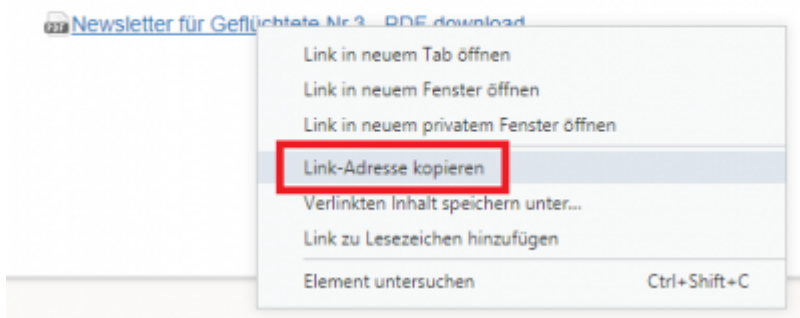 PDF
Newsletter für Geflüchtete Nr.3 PDF download
Link in neuem Tab öffnen
Link in neuem Fenster öffnen
Link in neuem privatem Fenster öffnen
Link-Adresse kopieren
Verlinkten Inhalt speichern unter...
Link zu Lesezeichen hinzufügen
Element untersuchen Ctrl+Shift+C